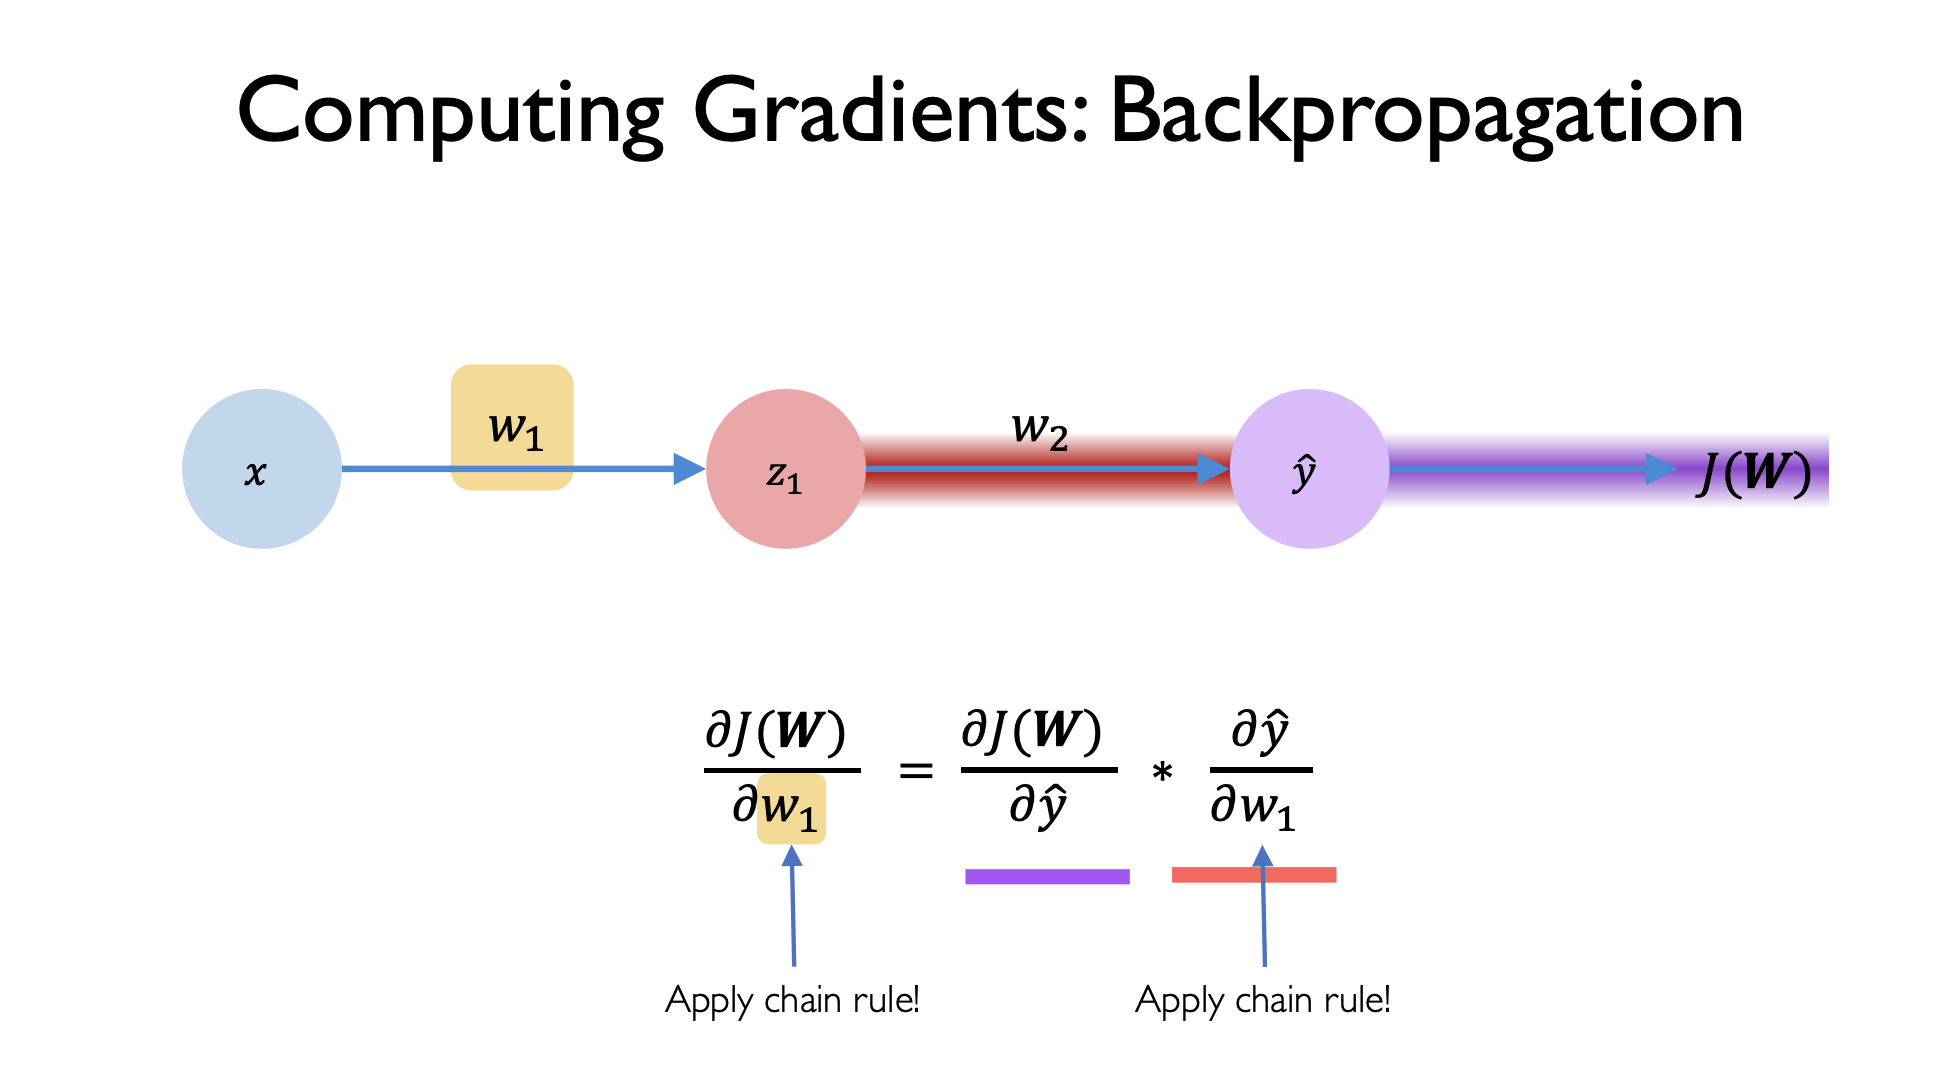 Computing Gradients: Backpropagation
x w₁ z₁ w₂ ŷ J(W)
∂J(W)/∂w₁ = ∂J(W)/∂ŷ * ∂ŷ/∂w₁
Apply chain rule! Apply chain rule!